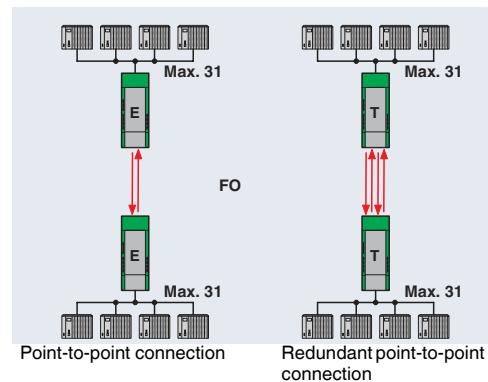 Max. 31 Max. 31
E T
FO
E T
Max. 31 Max. 31
Point-to-point connection
Redundant point-to-point
connection